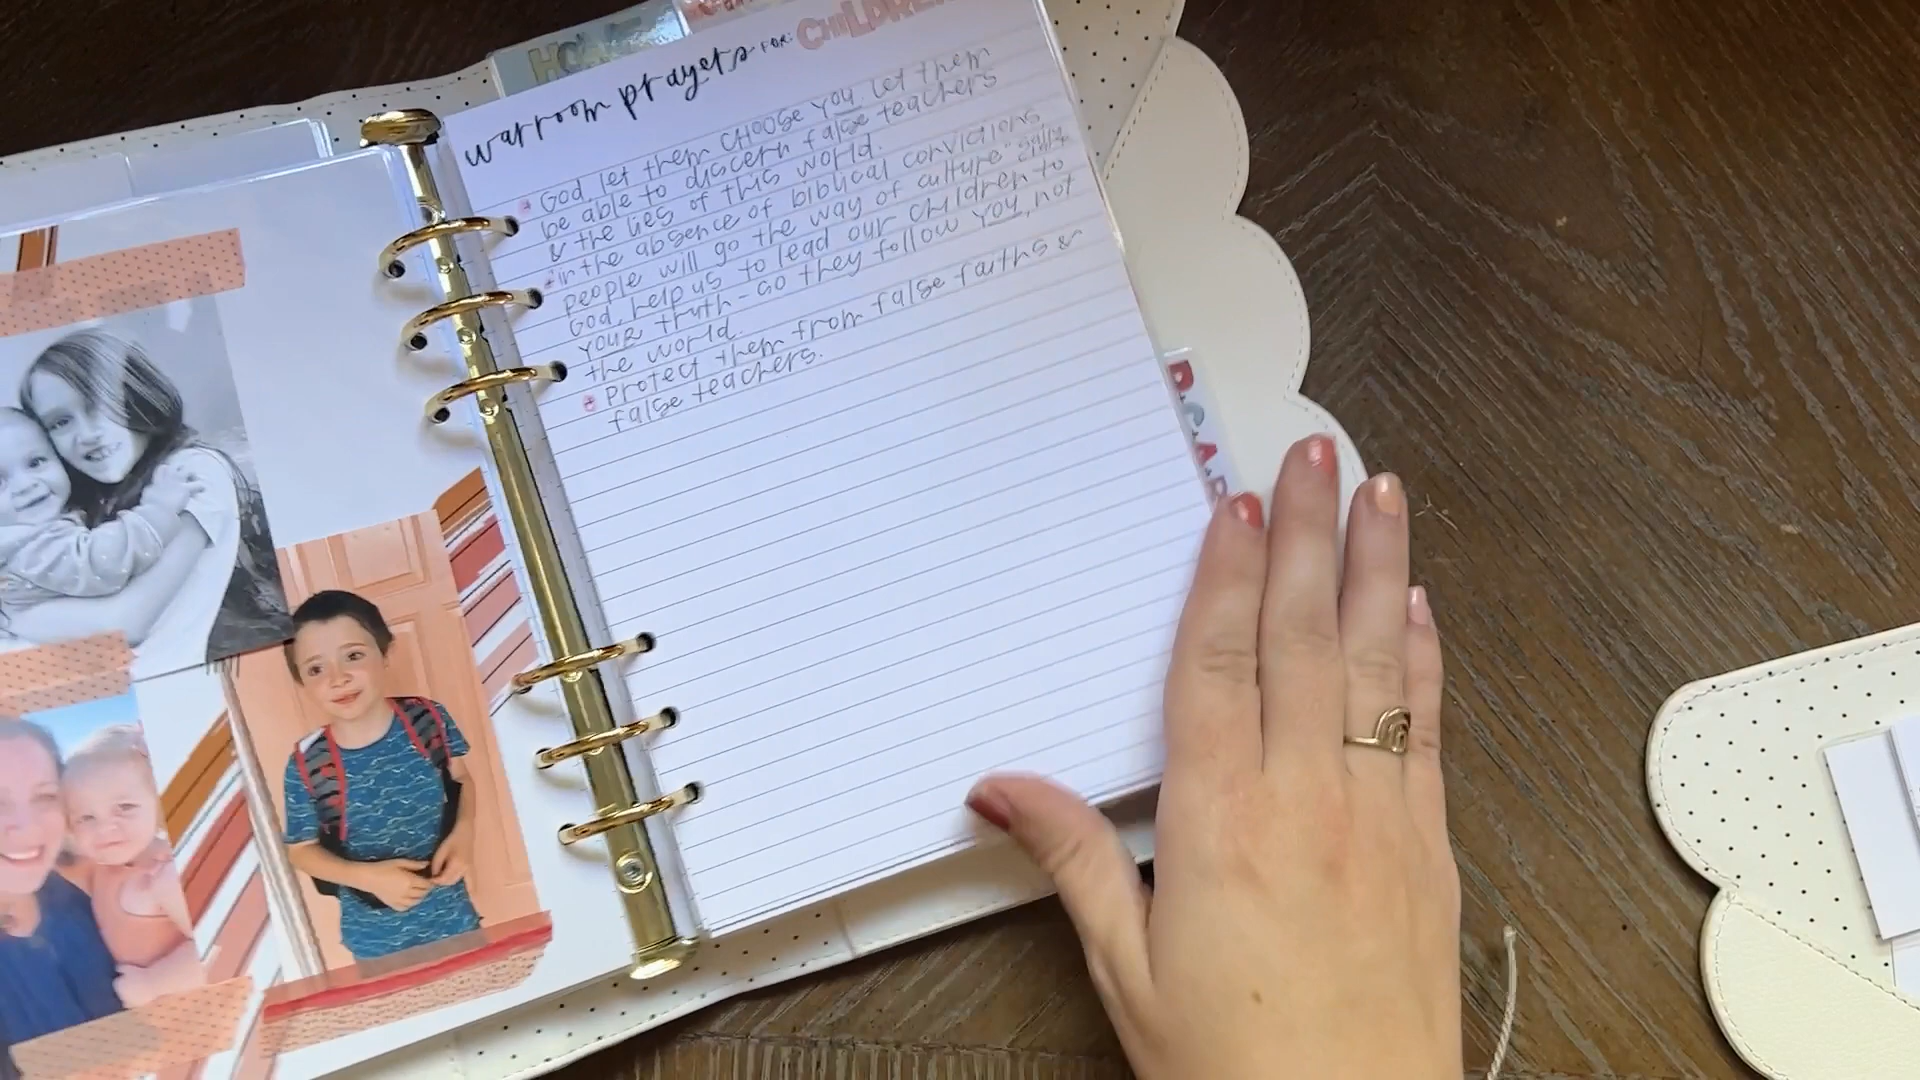 HOME
war room prayers FOR: CHILDREN
God, let them CHOOSE YOU let them
be able to discern false teachers
& the lies of this world.
"in the absence of biblical convictions
people will go the way of culture"
God, help us to lead our children to
YOUR truth - so they follow YOU, not
the world.
Protect them from false faiths &
false teachers.